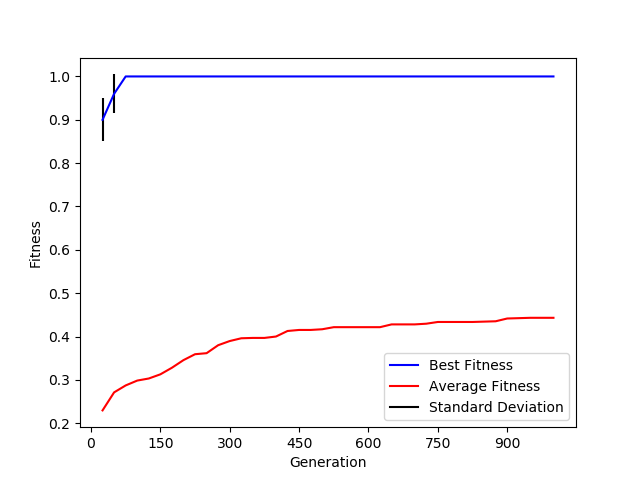 1.0
0.9
0.8
0.7
0.6
0.5
0.4
0.3
0.2
Fitness
0 150 300 450 600 750 900
Generation
Best Fitness
Average Fitness
Standard Deviation